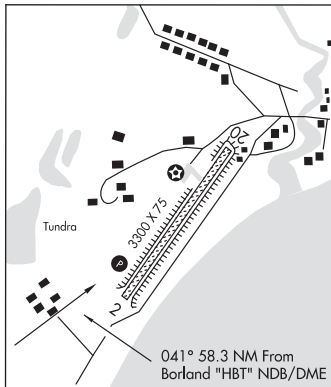 20
3300 X 75
Tundra
P
2
041° 58.3 NM From
Borland "HBT" NDB/DME